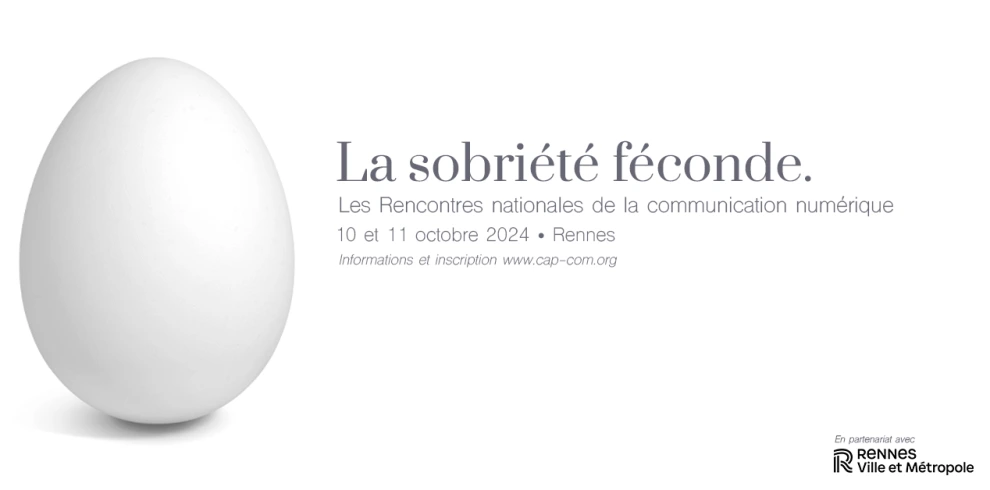 La sobriété féconde.
Les Rencontres nationales de la communication numérique
10 et 11 octobre 2024 • Rennes
Informations et inscription www.cap-com.org
En partenariat avec
RENNES
Ville et Métropole